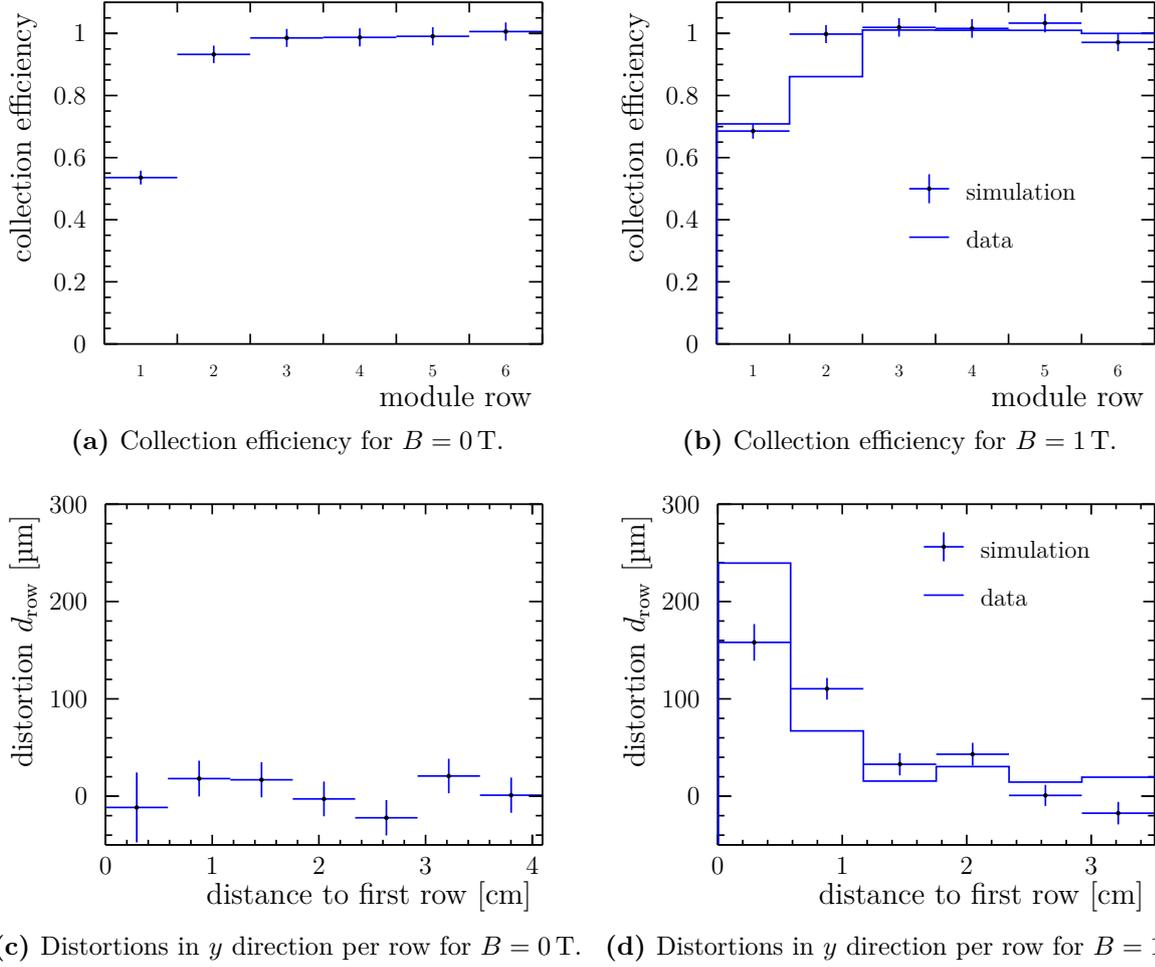 collection efficiency
1
0.8
0.6
0.4
0.2
0
1 2 3 4 5 6
module row
(a) Collection efficiency for B = 0 T.
collection efficiency
1
0.8
0.6
0.4
0.2
0
simulation
data
1 2 3 4 5 6
module row
(b) Collection efficiency for B = 1 T.
distortion d_row [µm]
300
200
100
0
0 1 2 3 4
distance to first row [cm]
(c) Distortions in y direction per row for B = 0 T.
distortion d_row [µm]
300
200
100
0
simulation
data
0 1 2 3
distance to first row [cm]
(d) Distortions in y direction per row for B = 1